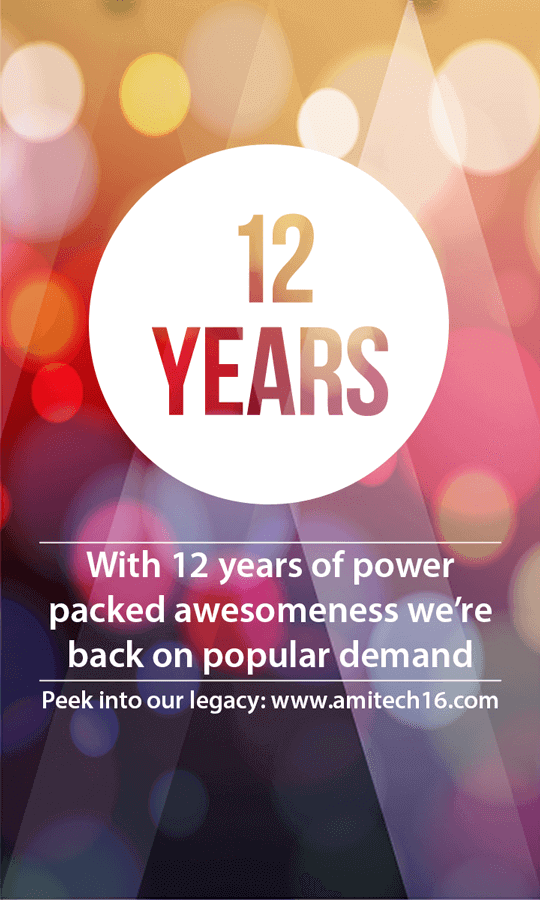 12
YEARS
With 12 years of power
packed awesomeness we're
back on popular demand
Peek into our legacy: www.amitech16.com